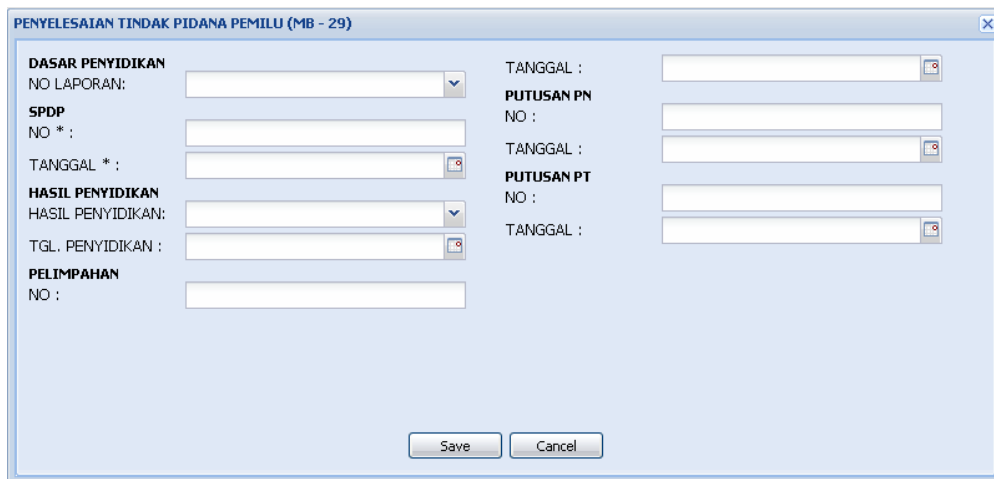 PENYELESAIAN TINDAK PIDANA PEMILU (MB - 29)
DASAR PENYIDIKAN
NO LAPORAN:
SPDP
NO * :
TANGGAL * :
HASIL PENYIDIKAN
HASIL PENYIDIKAN:
TGL. PENYIDIKAN :
PELIMPAHAN
NO :
TANGGAL :
PUTUSAN PN
NO :
TANGGAL :
PUTUSAN PT
NO :
TANGGAL :
Save Cancel